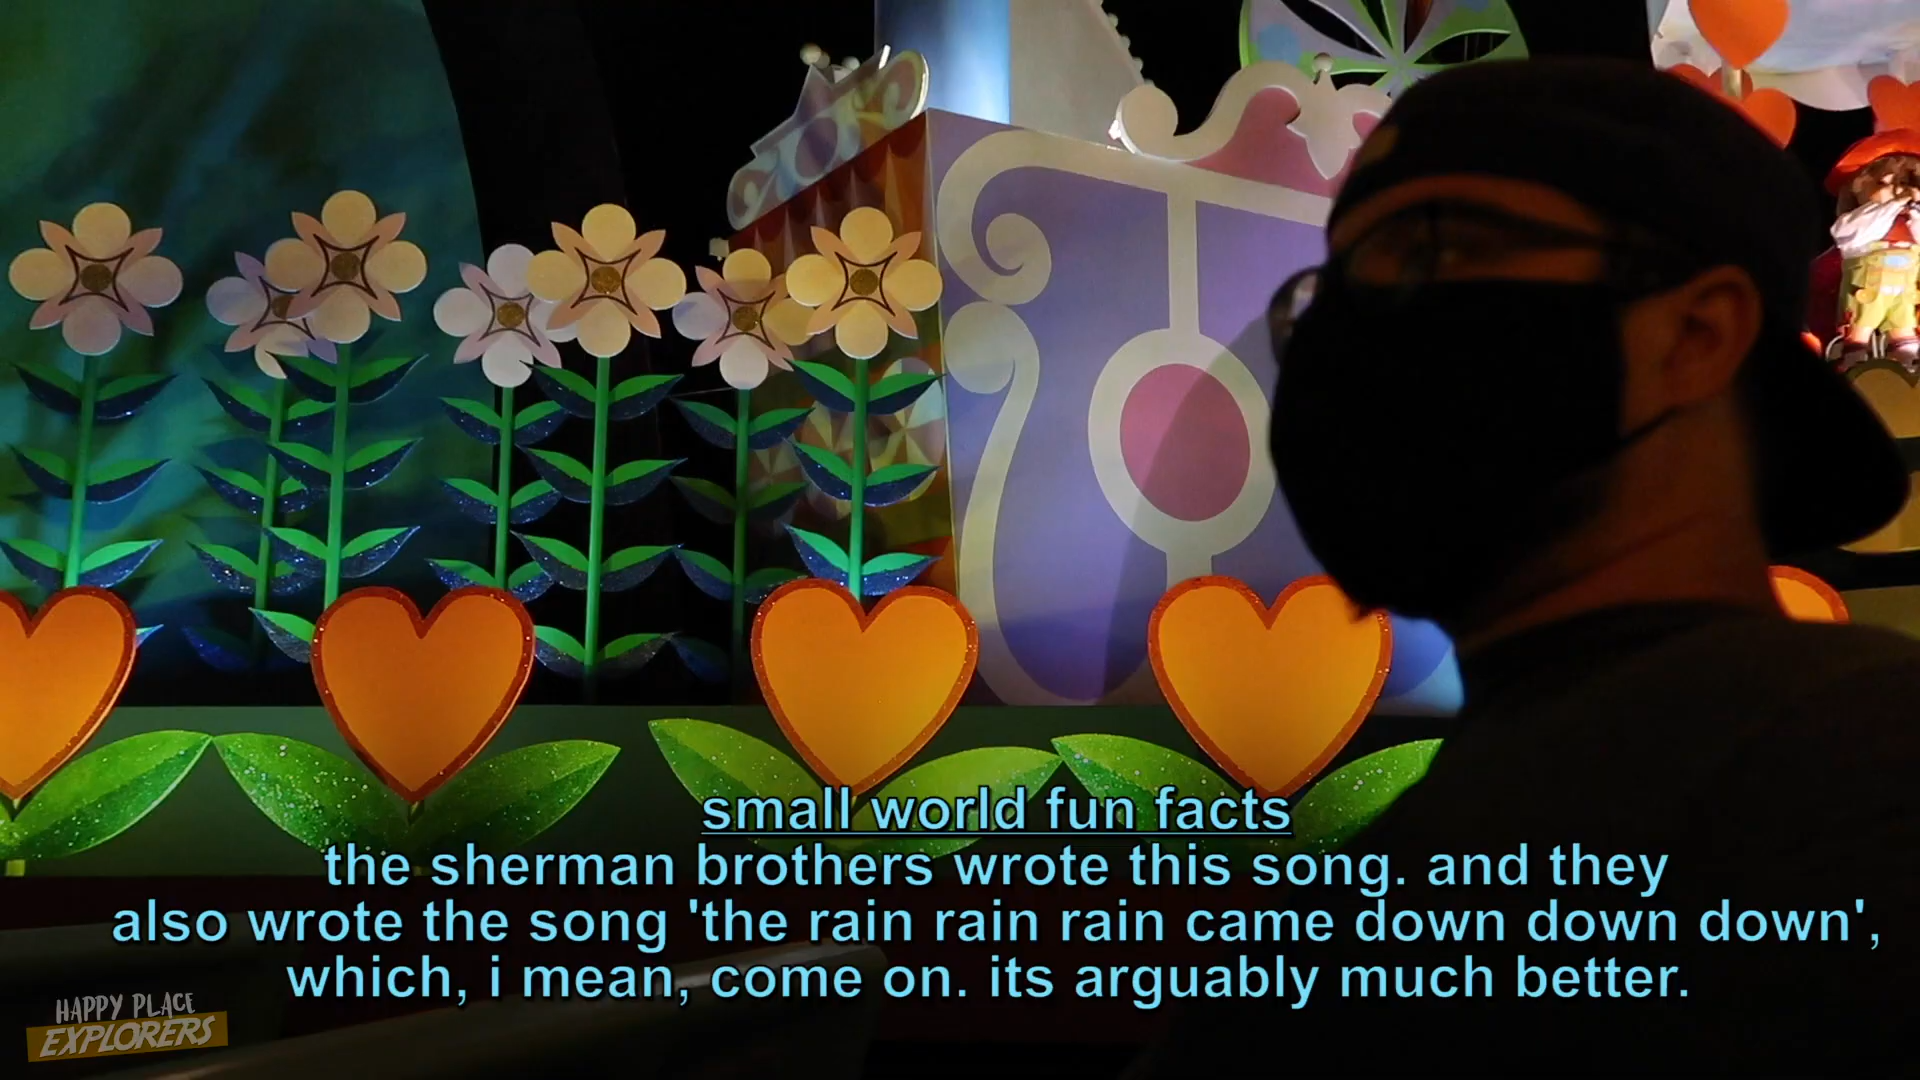 small world fun facts
the sherman brothers wrote this song. and they
also wrote the song 'the rain rain rain came down down down',
which, i mean, come on. its arguably much better.
HAPPY PLACE
EXPLORERS